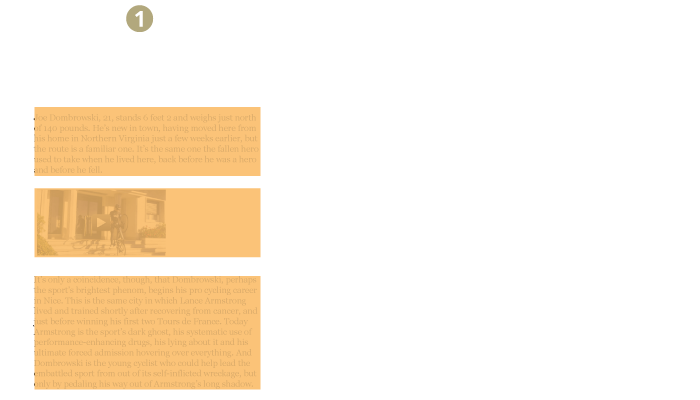 1
Joe Dombrowski, 21, stands 6 feet 2 and weighs just north
of 140 pounds. He's now in town, having moved here from
his home in Northern Virginia just a few weeks earlier, but
the route is a familiar one. It's the same one the fallen hero
used to take when he lived here, back before he was a hero
and before he fell.
It's only a coincidence, though, that Dombrowski, perhaps
the sport's brightest phenom, begins his pro cycling career
in Nice. This is the same city in which Lance Armstrong
lived and trained shortly after recovering from cancer, and
just before winning his first two Tours de France. Today
Armstrong is the sport's dark ghost, his systematic use of
performance-enhancing drugs, his lying about it and his
ultimate forced admission hovering over everything. And
Dombrowski is the young cyclist who could help lead the
embattled sport from out of its self-inflicted wreckage, but
only by pedaling his way out of Armstrong's long shadow.